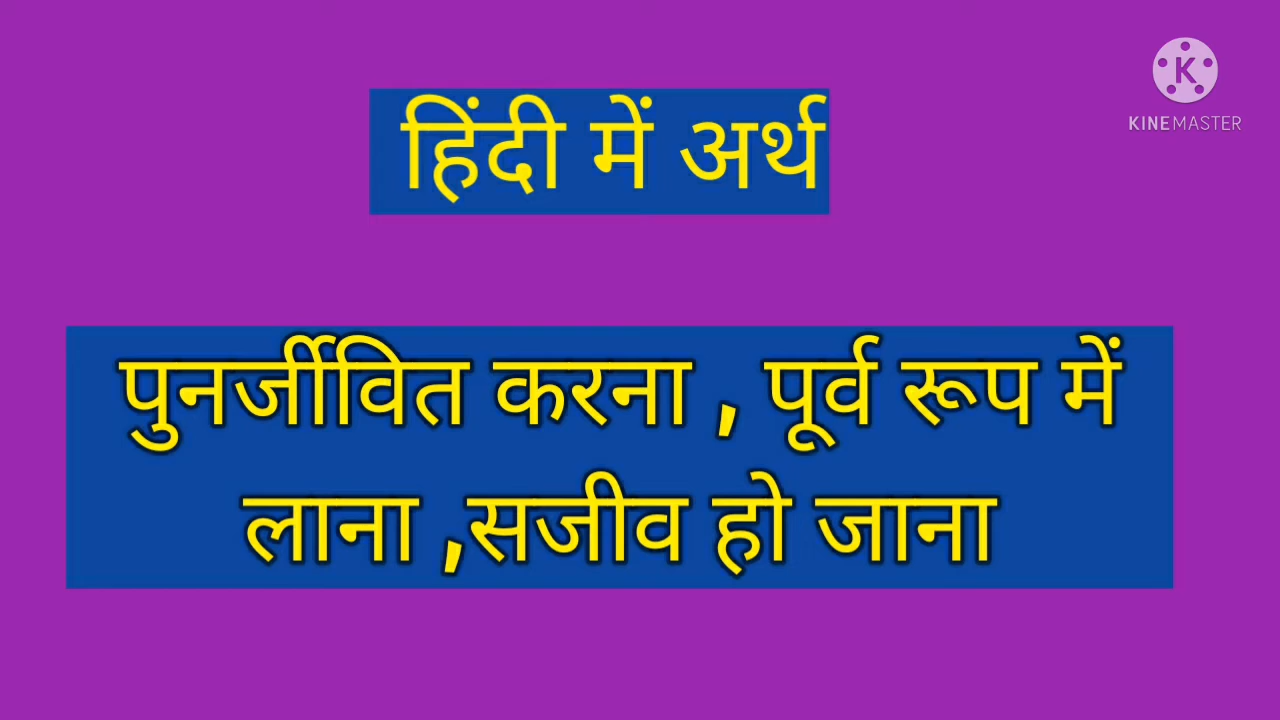 हिंदी में अर्थ
K
KINEMASTER
पुनर्जीवित करना , पूर्व रूप में
लाना ,सजीव हो जाना